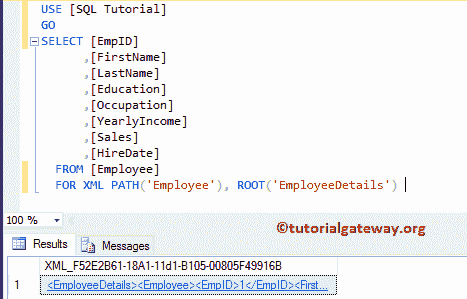 USE [SQL Tutorial]
GO
SELECT [EmpID]
,[FirstName]
,[LastName]
,[Education]
,[Occupation]
,[YearlyIncome]
,[Sales]
,[HireDate]
FROM [Employee]
FOR XML PATH('Employee'), ROOT('EmployeeDetails')
100 %
©tutorialgateway.org
Results Messages
XML_F52E2B61-18A1-11d1-B105-00805F49916B
1 <EmployeeDetails><Employee><EmpID>1</EmpID><First...